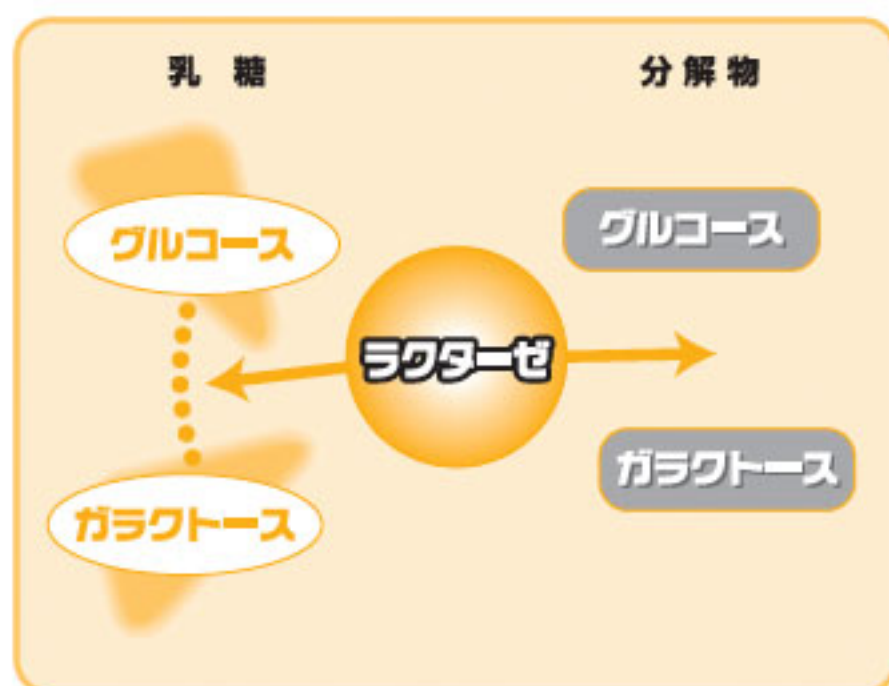 乳糖
分解物
グルコース
グルコース
ラクターゼ
ガラクトース
ガラクトース